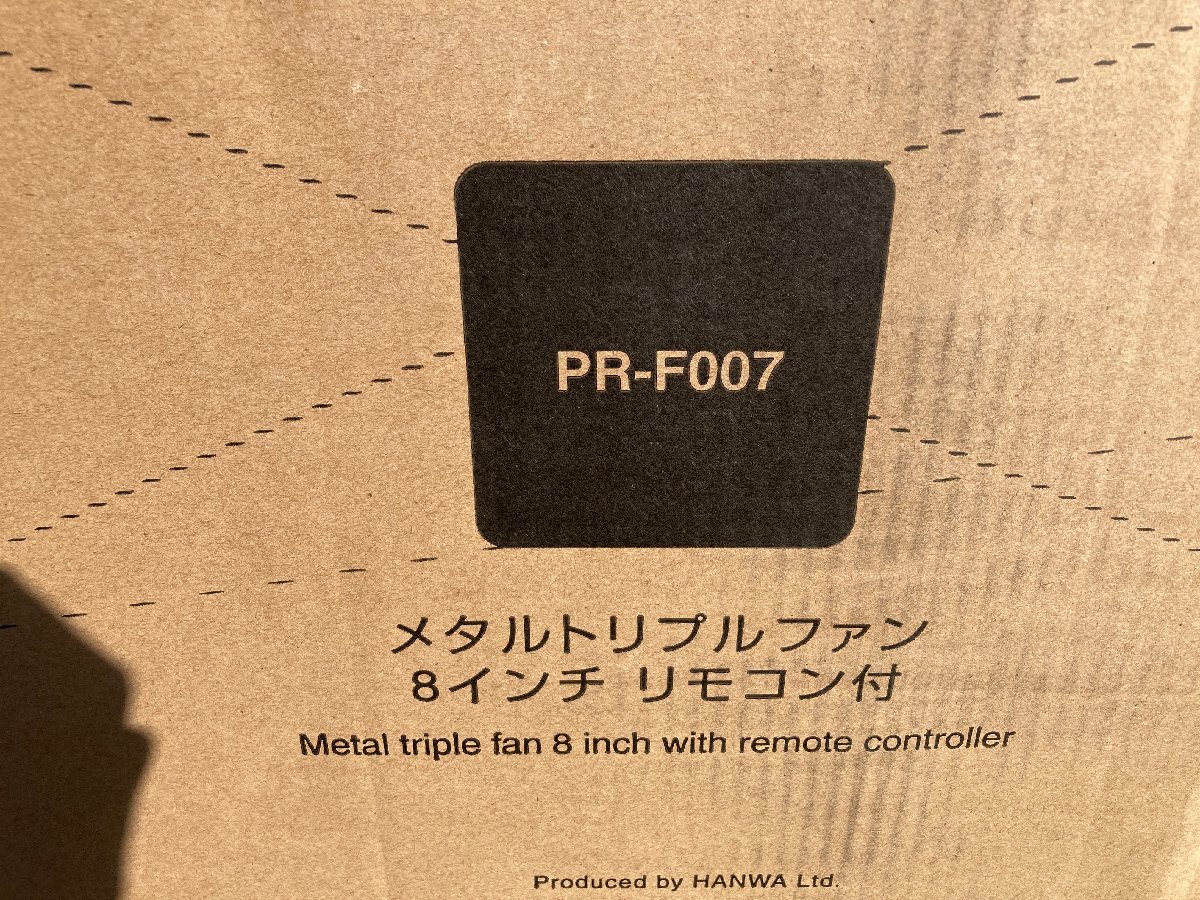 PR-F007
メタルトリプルファン
8インチ リモコン付
Metal triple fan 8 inch with remote controller
Produced by HANWA Ltd.